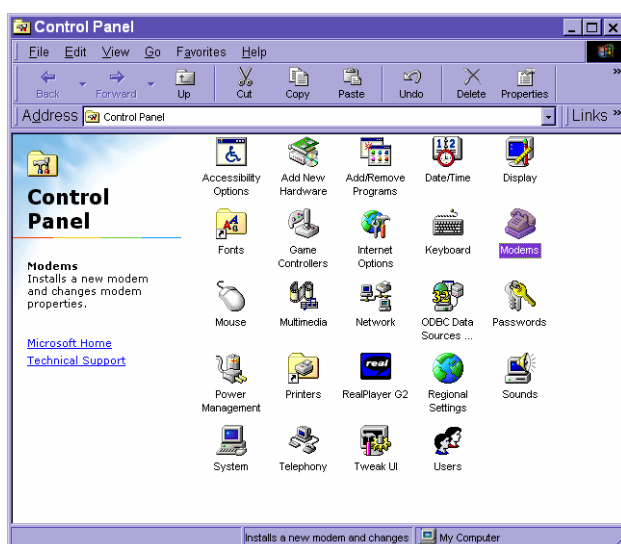 Control Panel
File Edit View Go Favorites Help
Back Forward Up Cut Copy Paste Undo Delete Properties »
Address Control Panel Links »
Control
Panel
Modems
Installs a new modem
and changes modem
properties.
Microsoft Home
Technical Support
Accessibility
Options
Add New
Hardware
Add/Remove
Programs
Date/Time
Display
Fonts
Game
Controllers
Internet
Options
Keyboard
Modems
Mouse
Multimedia
Network
ODBC Data
Sources ...
Passwords
Power
Management
Printers
real
RealPlayer G2
Regional
Settings
Sounds
System
Telephony
Tweak UI
Users
Installs a new modem and changes My Computer